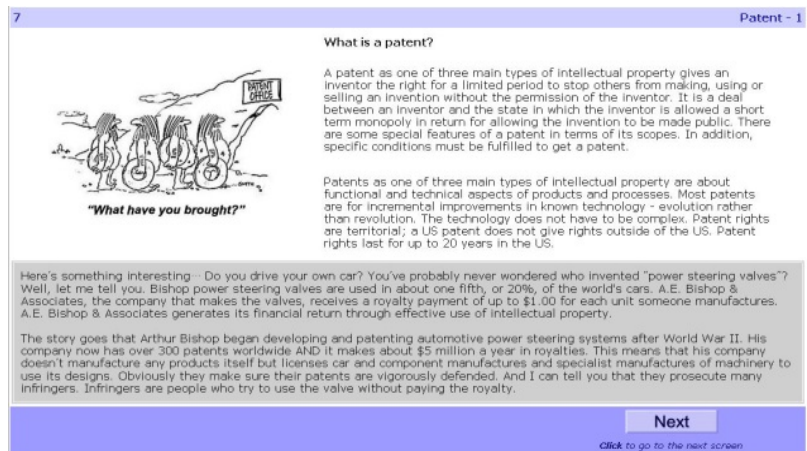 7
Patent - 1
What is a patent?
A patent as one of three main types of intellectual property gives an
inventor the right for a limited period to stop others from making, using or
selling an invention without the permission of the inventor. It is a deal
between an inventor and the state in which the inventor is allowed a short
term monopoly in return for allowing the invention to be made public. There
are some special features of a patent in terms of its scopes. In addition,
specific conditions must be fulfilled to get a patent.
PATENT
OFFICE
"What have you brought?"
Patents as one of three main types of intellectual property are about
functional and technical aspects of products and processes. Most patents
are for incremental improvements in known technology - evolution rather
than revolution. The technology does not have to be complex. Patent rights
are territorial; a US patent does not give rights outside of the US. Patent
rights last for up to 20 years in the US.
Here's something interesting… Do you drive your own car? You've probably never wondered who invented "power steering valves"?
Well, let me tell you. Bishop power steering valves are used in about one fifth, or 20%, of the world's cars. A.E. Bishop &
Associates, the company that makes the valves, receives a royalty payment of up to $1.00 for each unit someone manufactures.
A.E. Bishop & Associates generates its financial return through effective use of intellectual property.
The story goes that Arthur Bishop began developing and patenting automotive power steering systems after World War II. His
company now has over 300 patents worldwide AND it makes about $5 million a year in royalties. This means that his company
doesn't manufacture any products itself but licenses car and component manufactures and specialist manufactures of machinery to
use its designs. Obviously they make sure their patents are vigorously defended. And I can tell you that they prosecute many
infringers. Infringers are people who try to use the valve without paying the royalty.
Next
Click to go to the next screen